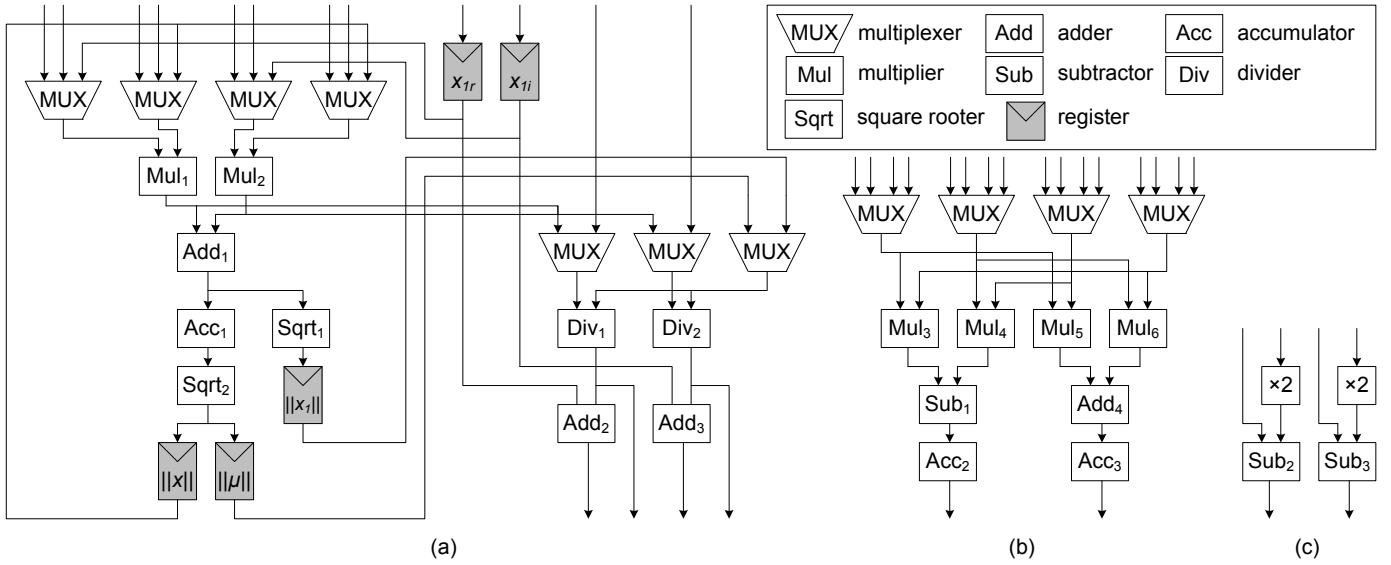 MUX multiplexer Add adder Acc accumulator
Mul multiplier Sub subtractor Div divider
Sqrt square rooter register
x1r x1i
MUX MUX MUX MUX
Mul1 Mul2
Add1
MUX MUX MUX
Acc1 Sqrt1 Div1 Div2
Sqrt2
||x1||
Add2 Add3
||x|| ||μ||
(a)
MUX MUX MUX MUX
Mul3 Mul4 Mul5 Mul6
Sub1 Add4
Acc2 Acc3
(b)
×2 ×2
Sub2 Sub3
(c)